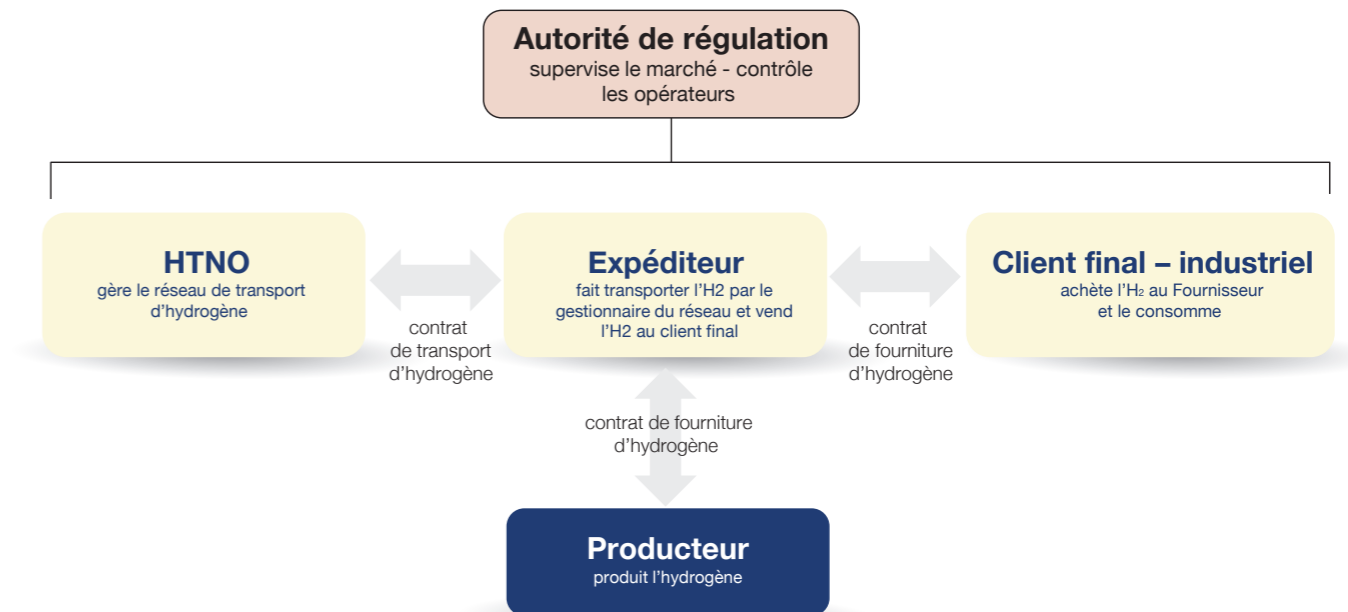 Autorité de régulation
supervise le marché - contrôle
les opérateurs
HTNO
gère le réseau de transport
d’hydrogène
contrat
de transport
d’hydrogène
Expéditeur
fait transporter l’H2 par le
gestionnaire du réseau et vend
l’H2 au client final
contrat
de fourniture
d’hydrogène
Client final – industriel
achète l’H₂ au Fournisseur
et le consomme
contrat de fourniture
d’hydrogène
Producteur
produit l’hydrogène